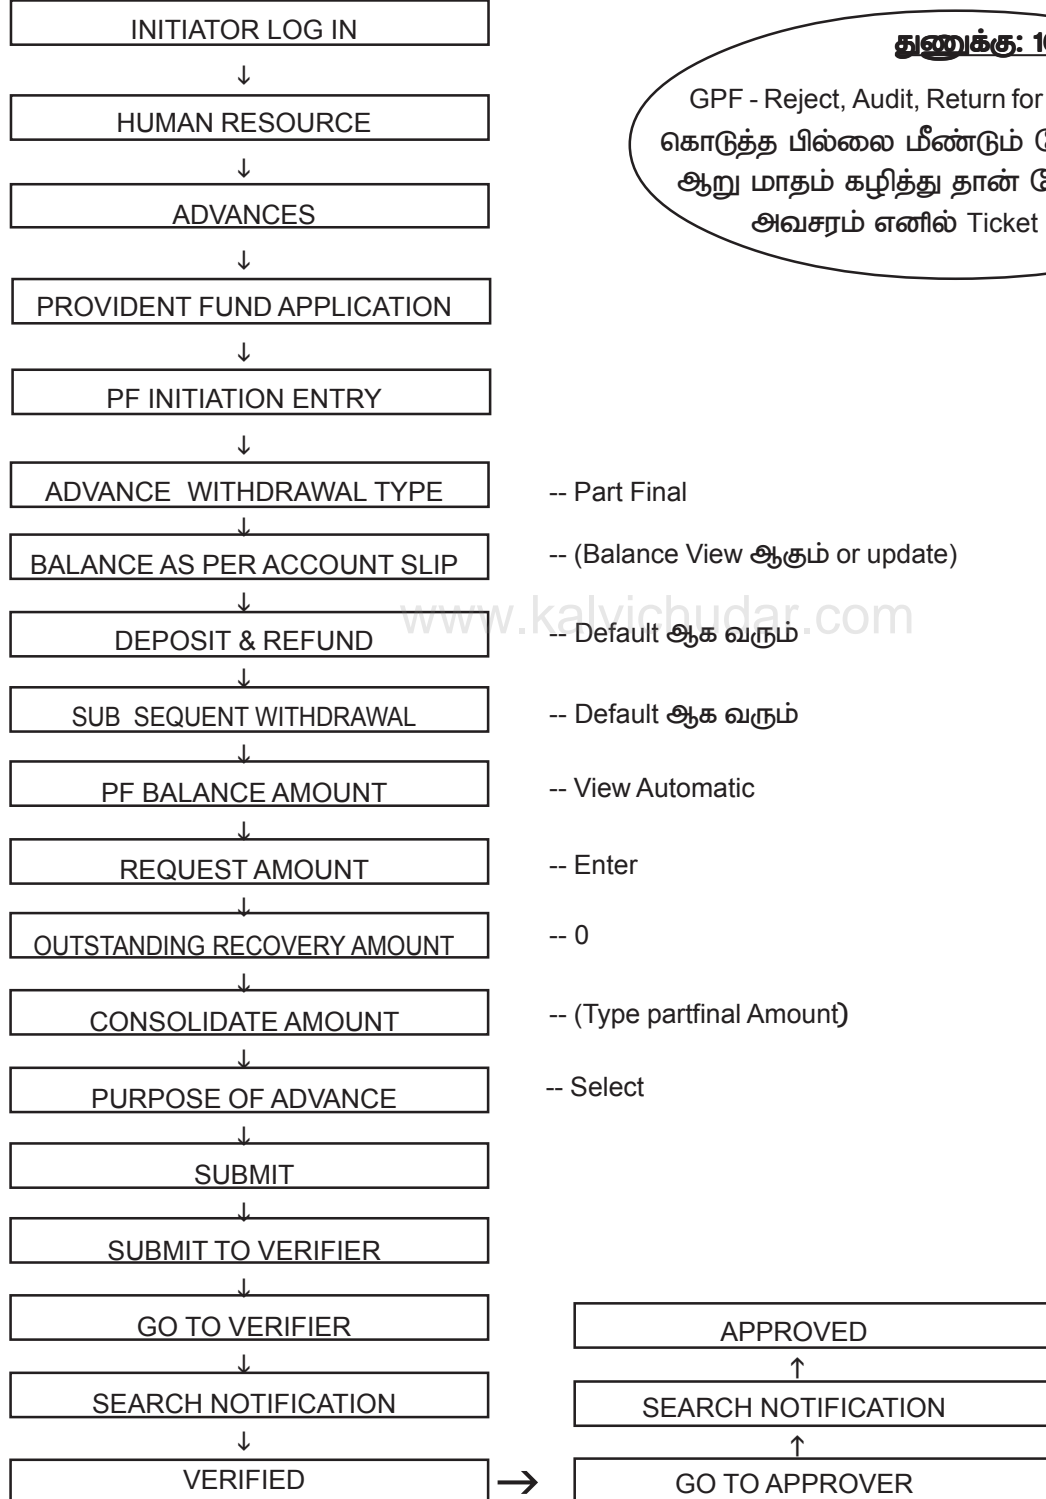 INITIATOR LOG IN
↓
HUMAN RESOURCE
↓
ADVANCES
↓
PROVIDENT FUND APPLICATION
↓
PF INITIATION ENTRY
↓
ADVANCE WITHDRAWAL TYPE -- Part Final
↓
BALANCE AS PER ACCOUNT SLIP -- (Balance View ஆகும் or update)
↓
DEPOSIT & REFUND -- Default ஆக வரும்
↓
SUB SEQUENT WITHDRAWAL -- Default ஆக வரும்
↓
PF BALANCE AMOUNT -- View Automatic
↓
REQUEST AMOUNT -- Enter
↓
OUTSTANDING RECOVERY AMOUNT -- 0
↓
CONSOLIDATE AMOUNT -- (Type partfinal Amount)
↓
PURPOSE OF ADVANCE -- Select
↓
SUBMIT
↓
SUBMIT TO VERIFIER
↓
GO TO VERIFIER
↓
SEARCH NOTIFICATION
↓
VERIFIED →
GO TO APPROVER
↑
SEARCH NOTIFICATION
↑
APPROVED
துணுக்கு:
GPF - Reject, Audit, Return for
கொடுத்த பில்லை மீண்டும்
ஆறு மாதம் கழித்து தான்
அவசரம் எனில் Ticket
www.kalvichudar.com